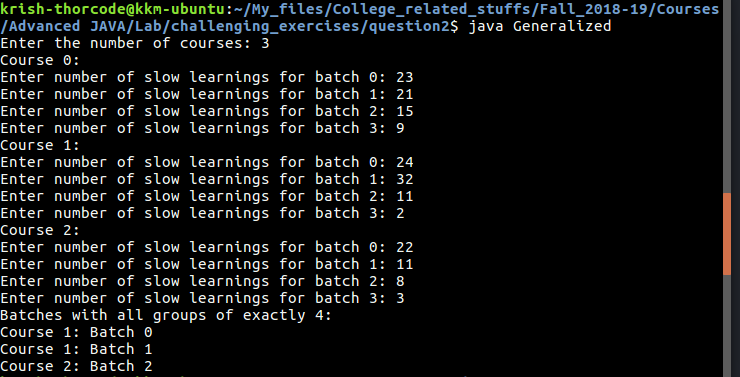 krish-thorcode@kkm-ubuntu:~/My_files/College_related_stuffs/Fall_2018-19/Courses
/Advanced JAVA/Lab/challenging_exercises/question2$ java Generalized
Enter the number of courses: 3
Course 0:
Enter number of slow learnings for batch 0: 23
Enter number of slow learnings for batch 1: 21
Enter number of slow learnings for batch 2: 15
Enter number of slow learnings for batch 3: 9
Course 1:
Enter number of slow learnings for batch 0: 24
Enter number of slow learnings for batch 1: 32
Enter number of slow learnings for batch 2: 11
Enter number of slow learnings for batch 3: 2
Course 2:
Enter number of slow learnings for batch 0: 22
Enter number of slow learnings for batch 1: 11
Enter number of slow learnings for batch 2: 8
Enter number of slow learnings for batch 3: 3
Batches with all groups of exactly 4:
Course 1: Batch 0
Course 1: Batch 1
Course 2: Batch 2